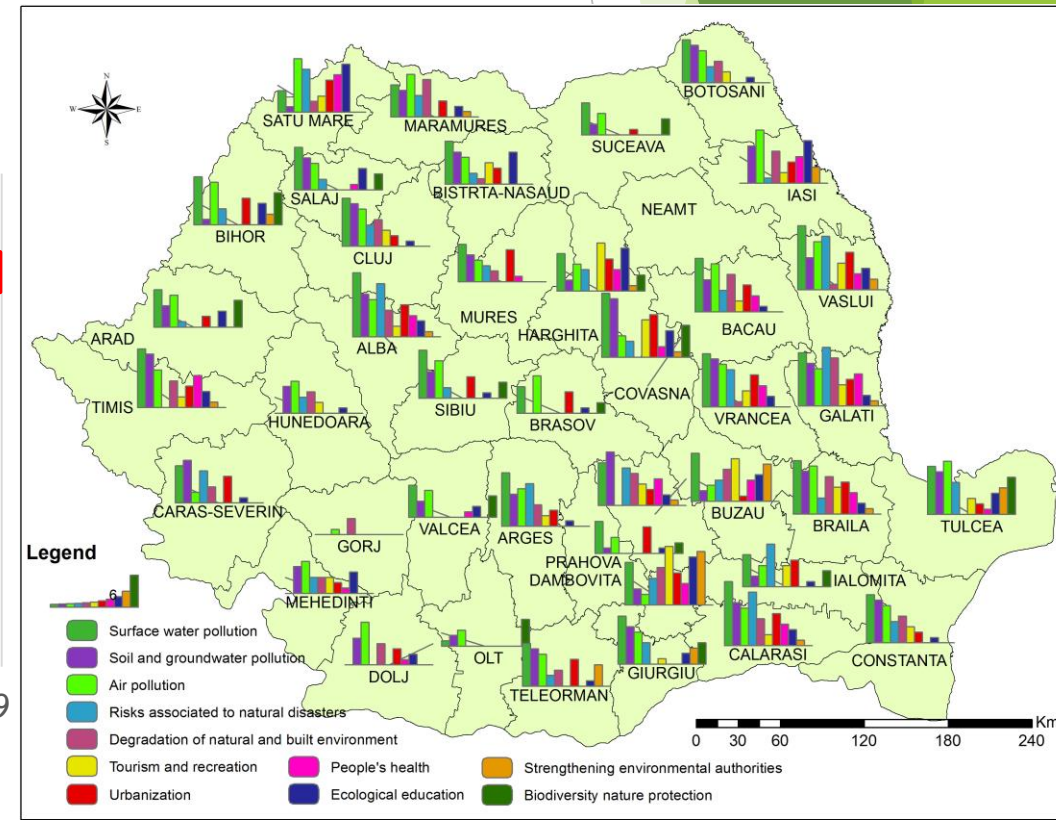 N
W E
S
BOTOSANI
SATU MARE
MARAMURES
SUCEAVA
IASI
SALAJ
BISTRTA-NASAUD
NEAMT
BIHOR
CLUJ
VASLUI
ARAD
ALBA
MURES
HARGHITA
BACAU
TIMIS
HUNEDOARA
SIBIU
BRASOV
COVASNA
VRANCEA
GALATI
CARAS-SEVERIN
GORJ
VALCEA
ARGES
BUZAU
BRAILA
TULCEA
PRAHOVA
DAMBOVITA
IALOMITA
MEHEDINTI
DOLJ
OLT
TELEORMAN
GIURGIU
CALARASI
CONSTANTA
Legend
6
Surface water pollution
Soil and groundwater pollution
Air pollution
Risks associated to natural disasters
Degradation of natural and built environment
Tourism and recreation
Urbanization
People's health
Ecological education
Strengthening environmental authorities
Biodiversity nature protection
Km
0 30 60 120 180 240
9